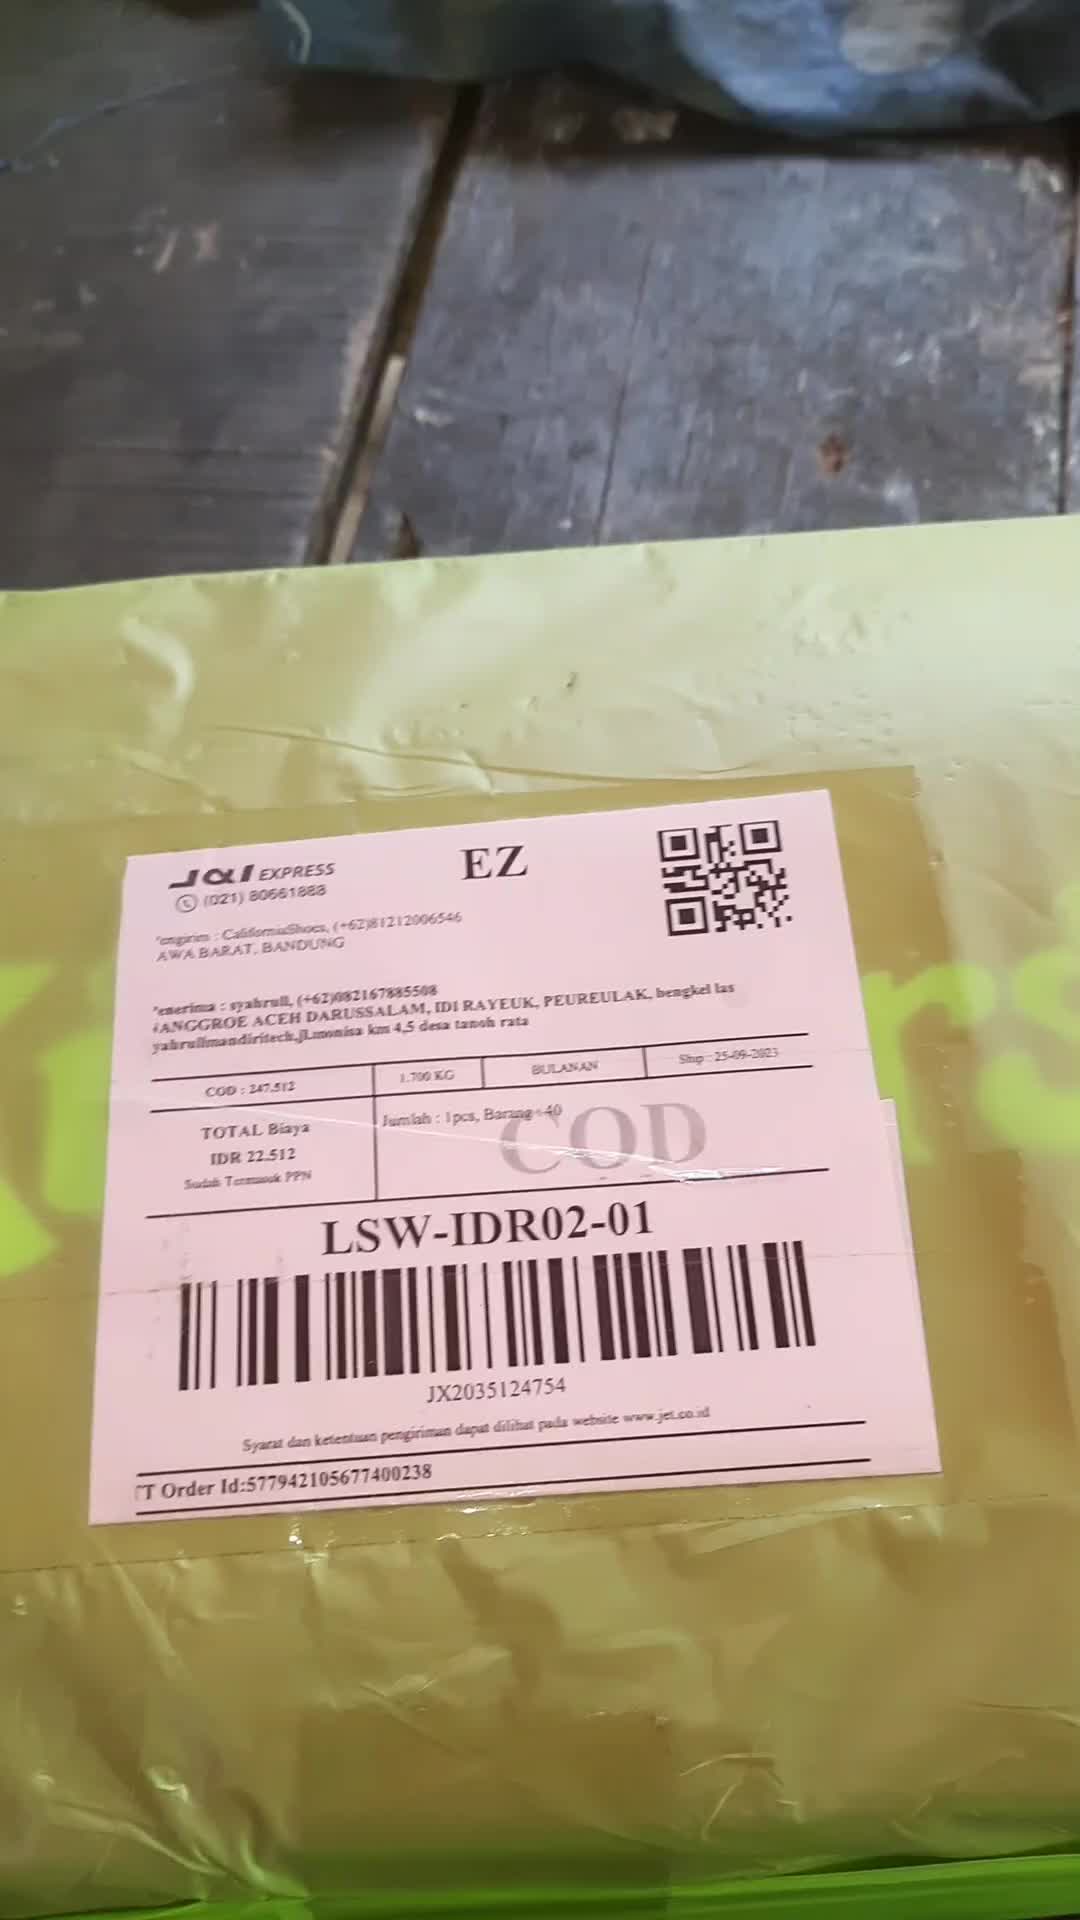 J&T EXPRESS
EZ
(021) 80661888
engirim : CaliforniaShoes, (+62)81212006546
AWA BARAT, BANDUNG
enerima : syahrull, (+62)082167885508
ANGGROE ACEH DARUSSALAM, IDI RAYEUK, PEUREULAK, bengkel las
yahrullmandiritech,jl.monisa km 4,5 desa tanoh rata
COD : 247.512
1.700 KG
BULANAN
Ship : 25-09-2023
TOTAL Biaya
IDR 22.512
Sudah Termasuk PPN
Jumlah : 1pcs, Barang : 40
COD
LSW-IDR02-01
JX2035124754
Syarat dan ketentuan pengiriman dapat dilihat pada website www.jet.co.id
TT Order Id:577942105677400238